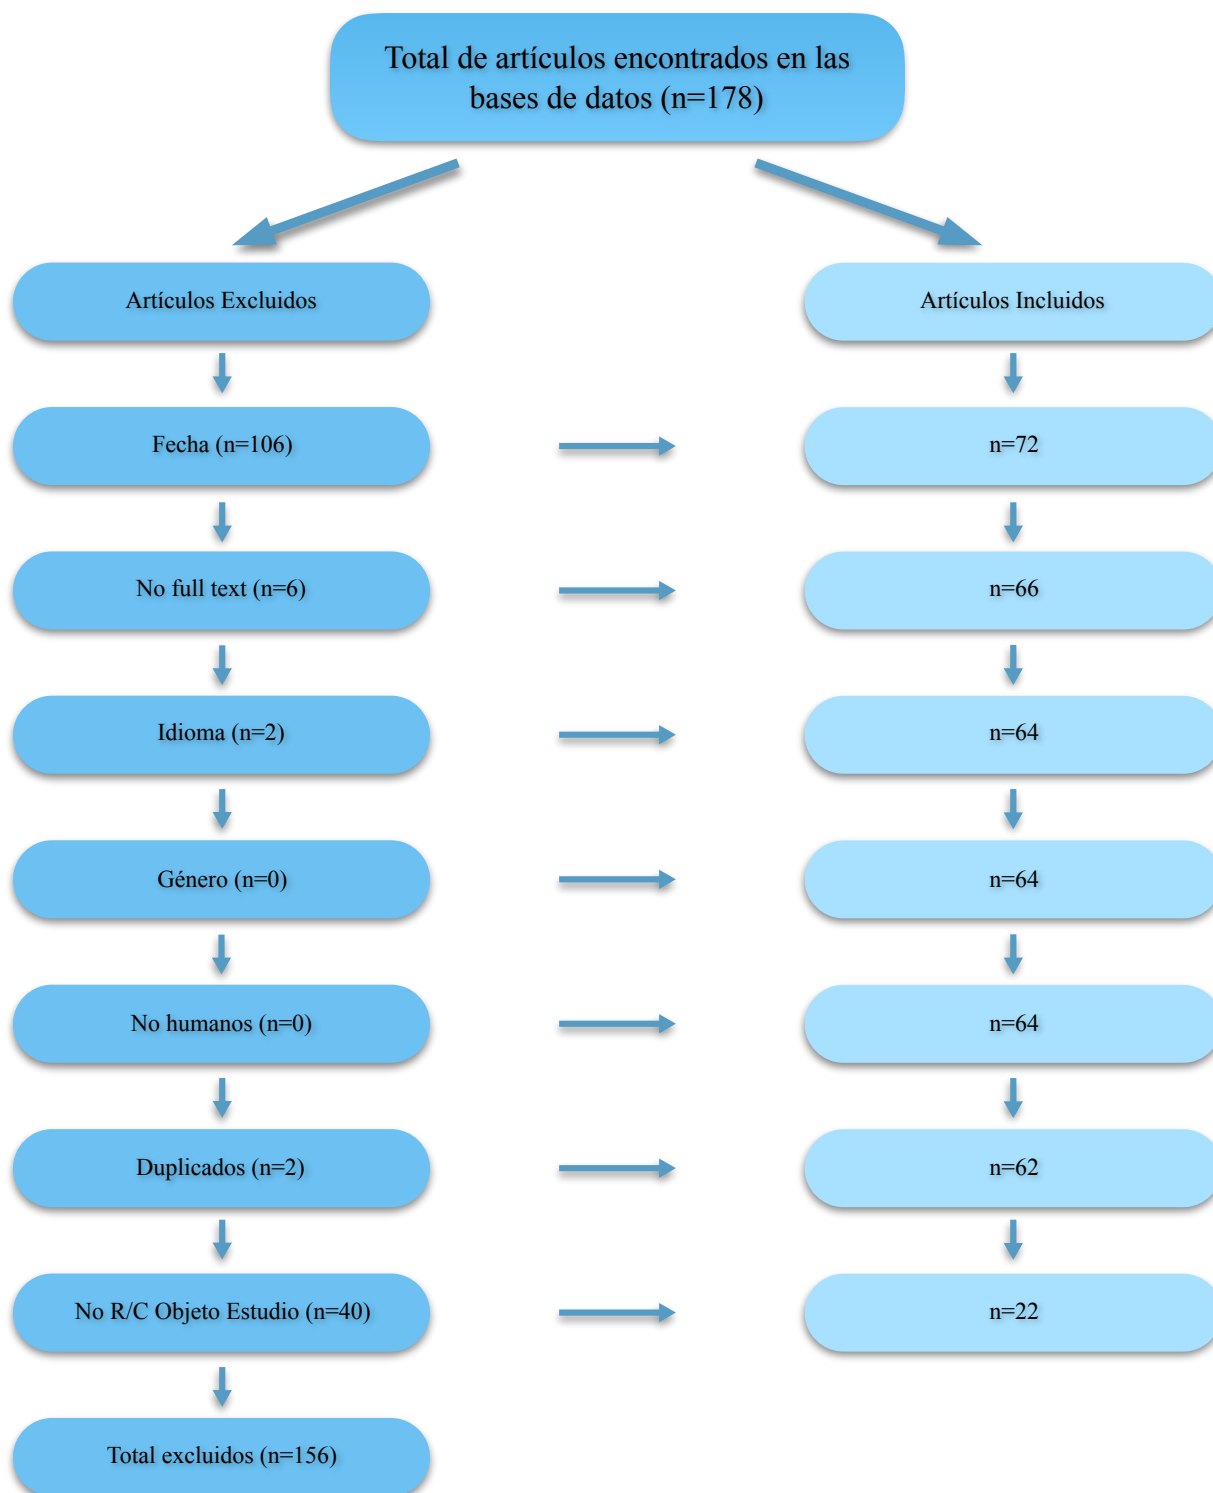 Total de artículos encontrados en las
bases de datos (n=178)
Artículos Excluidos
Artículos Incluidos
Fecha (n=106)
n=72
No full text (n=6)
n=66
Idioma (n=2)
n=64
Género (n=0)
n=64
No humanos (n=0)
n=64
Duplicados (n=2)
n=62
No R/C Objeto Estudio (n=40)
n=22
Total excluidos (n=156)